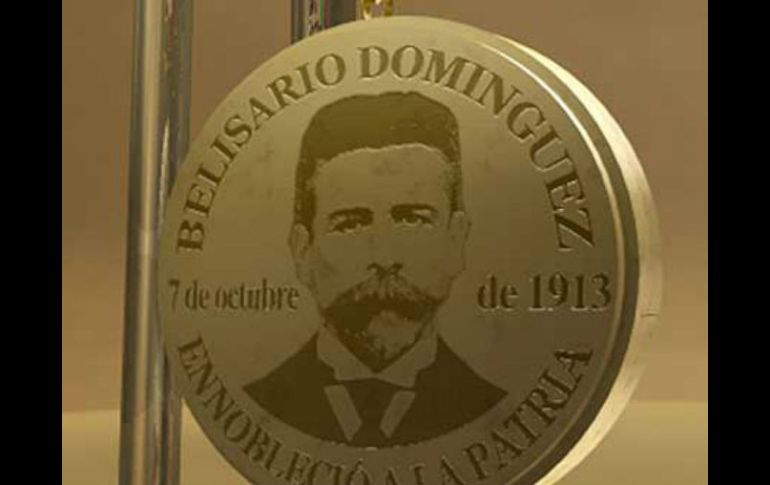 BELISARIO DOMINGUEZ
7 de octubre de 1913
ENNOBLECIÓ A LA PATRIA